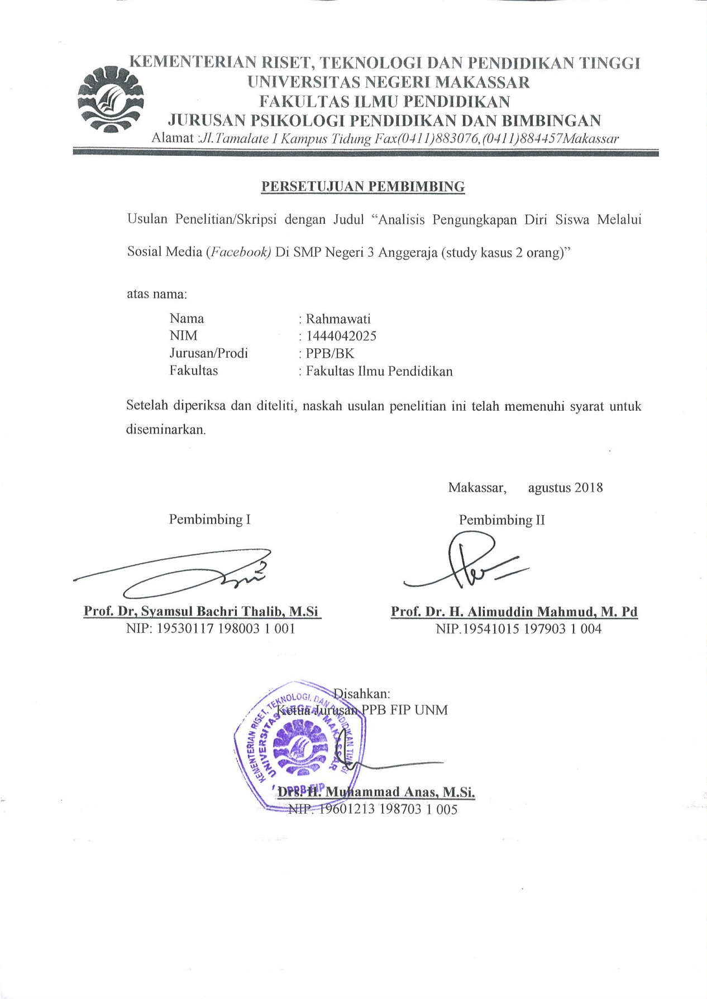 KEMENTERIAN RISET, TEKNOLOGI DAN PENDIDIKAN TINGGI
UNIVERSITAS NEGERI MAKASSAR
FAKULTAS ILMU PENDIDIKAN
JURUSAN PSIKOLOGI PENDIDIKAN DAN BIMBINGAN
Alamat :Jl. Tamalate I Kampus Tidung Fax(0411)883076,(0411)884457Makassar
PERSETUJUAN PEMBIMBING
Usulan Penelitian/Skripsi dengan Judul “Analisis Pengungkapan Diri Siswa Melalui
Sosial Media (Facebook) Di SMP Negeri 3 Anggeraja (study kasus 2 orang)”
atas nama:
Nama : Rahmawati
NIM : 1444042025
Jurusan/Prodi : PPB/BK
Fakultas : Fakultas Ilmu Pendidikan
Setelah diperiksa dan diteliti, naskah usulan penelitian ini telah memenuhi syarat untuk
diseminarkan.
Makassar, agustus 2018
Pembimbing I Pembimbing II
Prof. Dr, Syamsul Bachri Thalib, M.Si Prof. Dr. H. Alimuddin Mahmud, M. Pd
NIP: 19530117 198003 1 001 NIP.19541015 197903 1 004
Disahkan:
Ketua Jurusan PPB FIP UNM
KEMENTERIAN RISET, TEKNOLOGI, DAN PENDIDIKAN TINGGI
UNIVERSITAS NEGERI MAKASSAR
PPB-FIP
Drs. H. Muhammad Anas, M.Si.
NIP. 19601213 198703 1 005